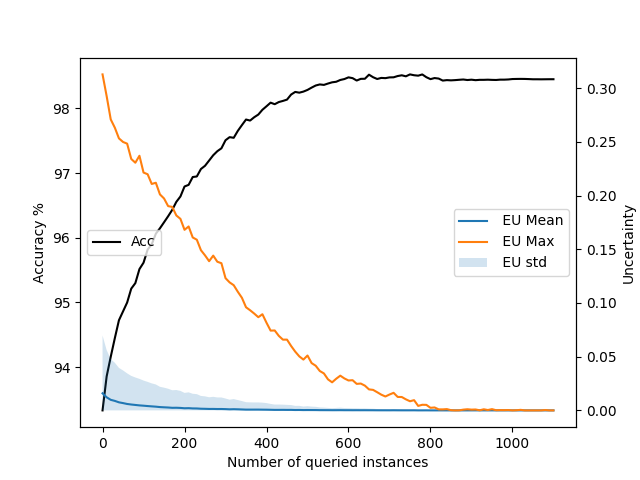 98
97
96
95
94
0.30
0.25
0.20
0.15
0.10
0.05
0.00
Accuracy %
Uncertainty
Acc
EU Mean
EU Max
EU std
0 200 400 600 800 1000
Number of queried instances